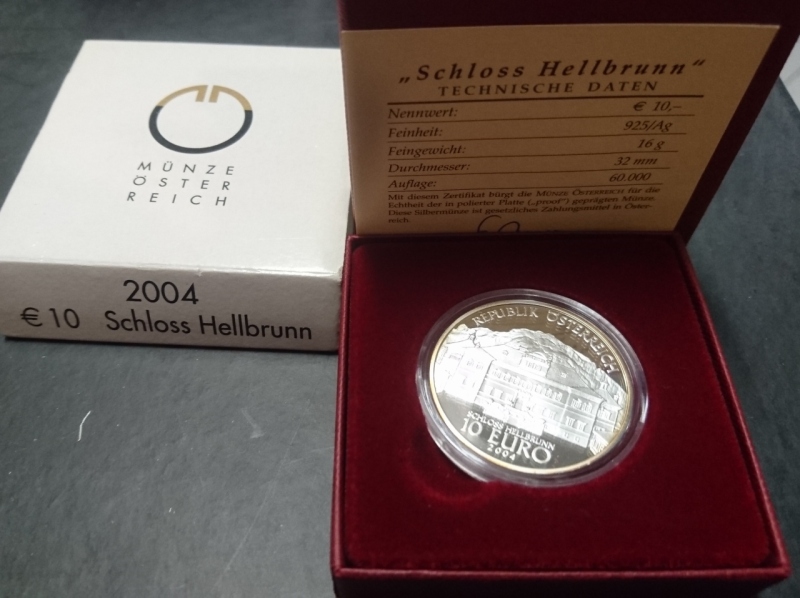 MÜNZE
ÖSTER
REICH
2004
€ 10 Schloss Hellbrunn
„Schloss Hellbrunn“
TECHNISCHE DATEN
Nennwert: € 10,–
Feinheit: 925/Ag
Feingewicht: 16 g
Durchmesser: 32 mm
Auflage: 60.000
Mit diesem Zertifikat bürgt die MÜNZE ÖSTERREICH für die
Echtheit der in polierter Platte („proof“) geprägten Münze.
Diese Silbermünze ist gesetzliches Zahlungsmittel in Öster-
reich.
REPUBLIK ÖSTERREICH
SCHLOSS HELLBRUNN
10 EURO
2004